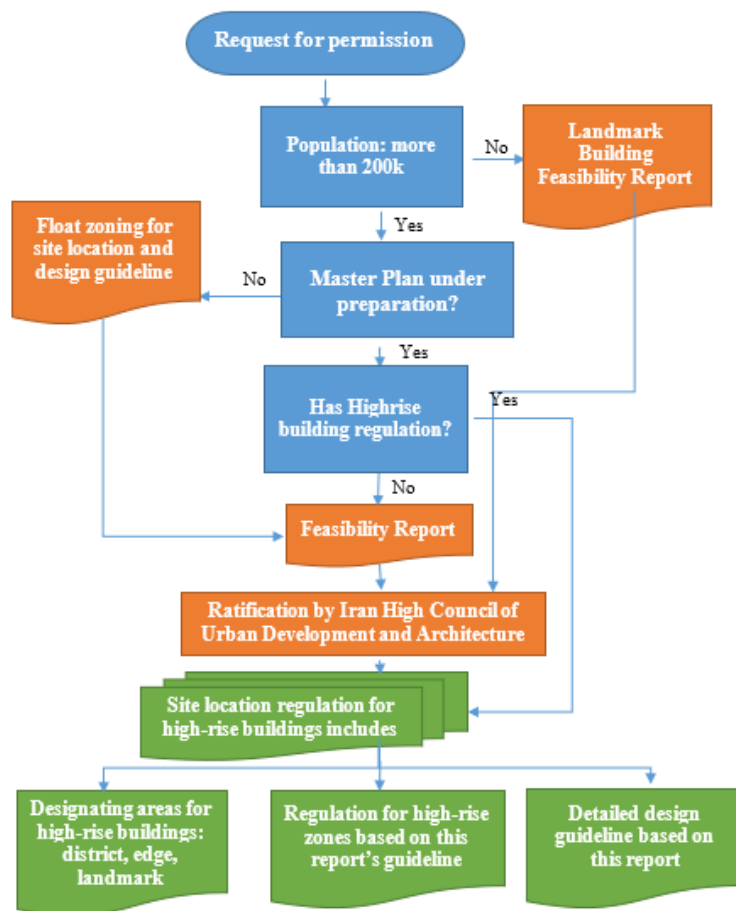 Request for permission
Population: more
than 200k
No
Landmark
Building
Feasibility Report
Yes
Float zoning for
site location and
design guideline
No
Master Plan under
preparation?
Yes
Has Highrise
building regulation?
Yes
No
Feasibility Report
Ratification by Iran High Council of
Urban Development and Architecture
Site location regulation for
high-rise buildings includes
Designating areas for
high-rise buildings:
district, edge,
landmark
Regulation for high-rise
zones based on this
report's guideline
Detailed design
guideline based on
this report